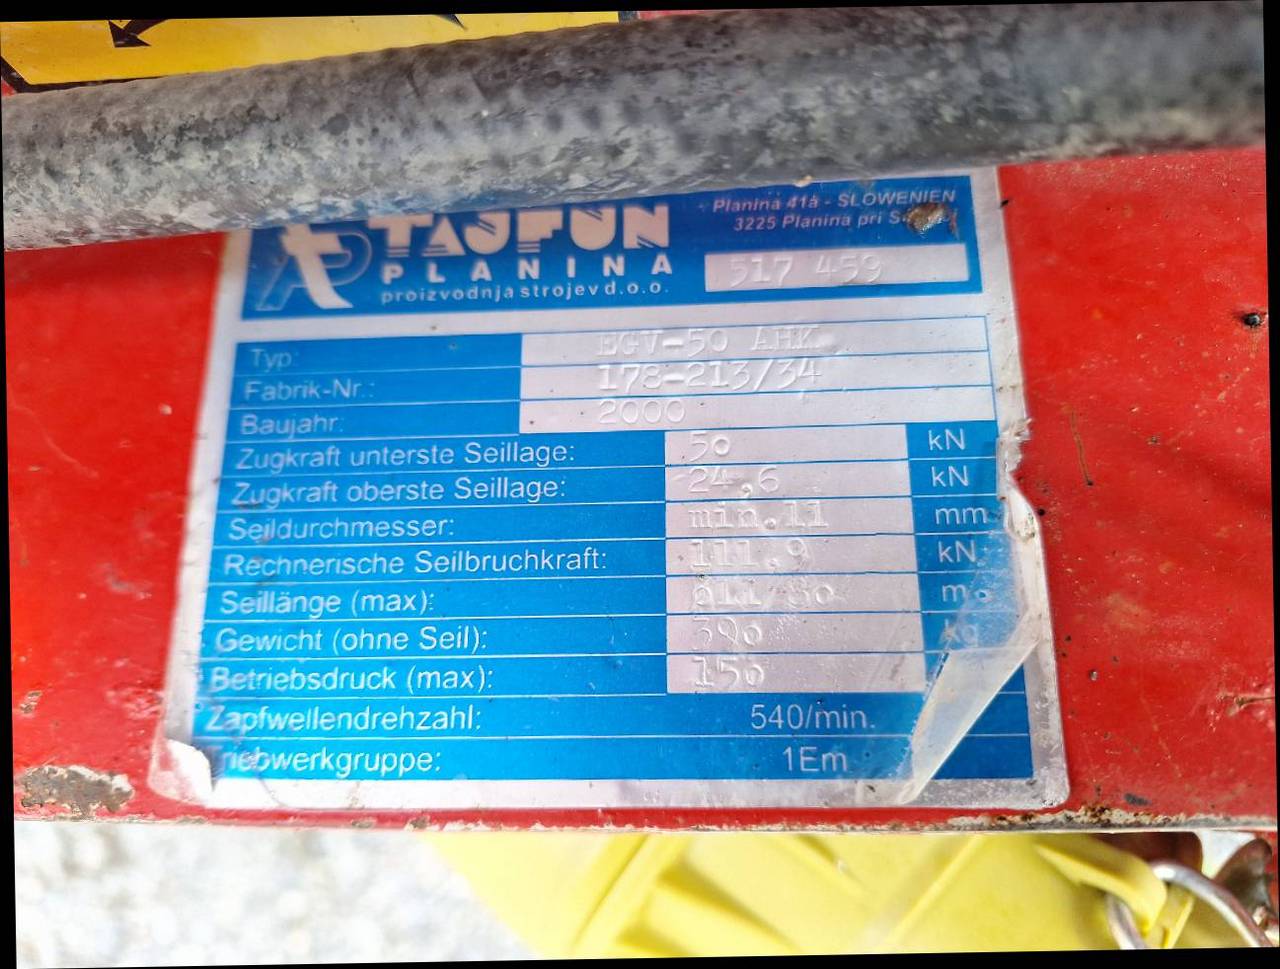 TAJFUN
PLANINA
proizvodnja strojev d.o.o.
Planina 41a - SLOWENIEN
3225 Planina pri
517 459
Typ: EGV-50 AHK
Fabrik-Nr.: 178-213/34
Baujahr: 2000
Zugkraft unterste Seillage: 50 kN
Zugkraft oberste Seillage: 24,6 kN
Seildurchmesser: min.11 mm
Rechnerische Seilbruchkraft: 111,9 kN
Seillänge (max): m
Gewicht (ohne Seil): kg
Betriebsdruck (max): 150
Zapfwellendrehzahl: 540/min.
Triebwerkgruppe: 1Em